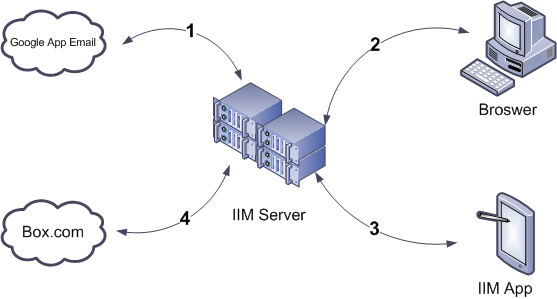 Google App Email
1
2
Broswer
IIM Server
Box.com
4
3
IIM App